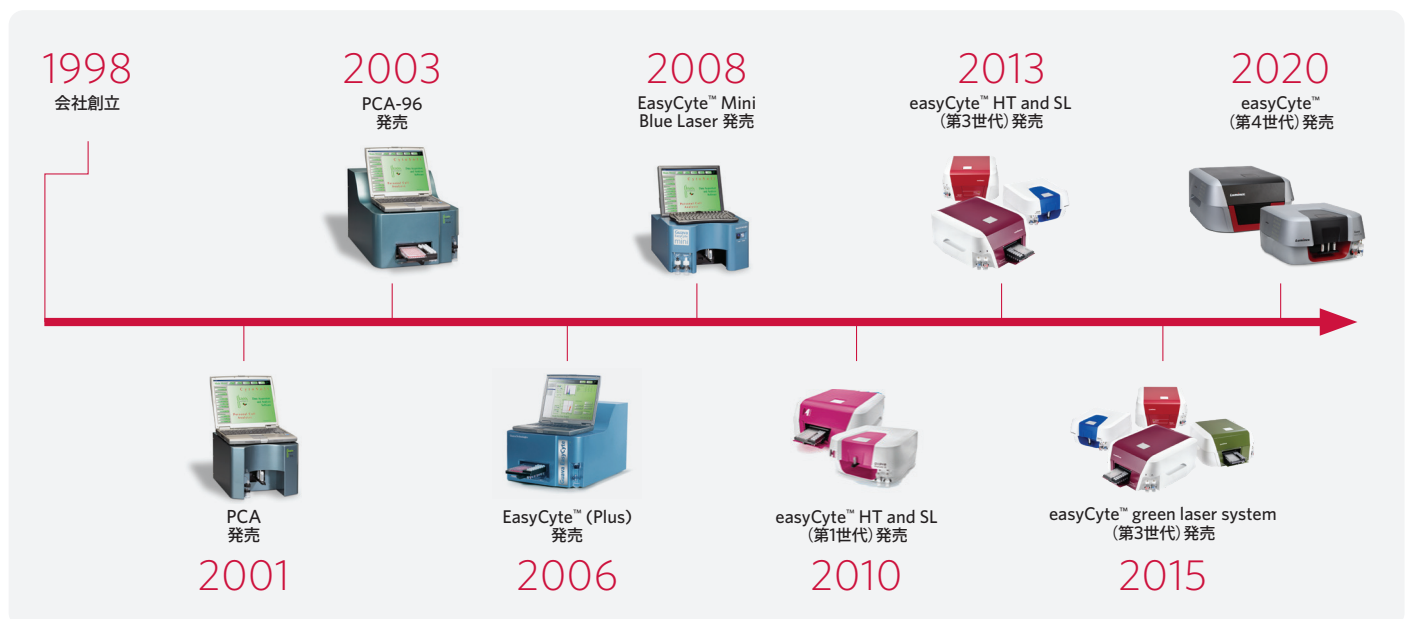 1998
会社創立
2003
PCA-96
発売
2008
EasyCyte™ Mini
Blue Laser 発売
2013
easyCyte™ HT and SL
（第3世代）発売
2020
easyCyte™
（第4世代）発売
PCA
発売
2001
EasyCyte™ (Plus)
発売
2006
easyCyte™ HT and SL
（第1世代）発売
2010
easyCyte™ green laser system
（第3世代）発売
2015